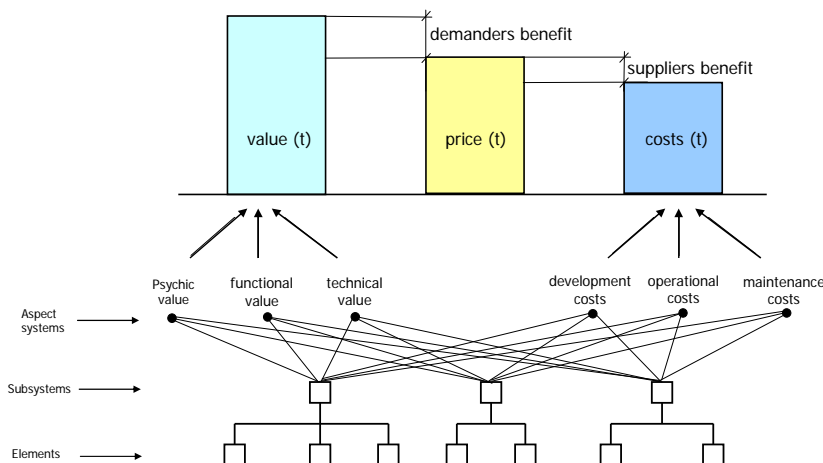 demanders benefit
suppliers benefit
value (t)
price (t)
costs (t)
Psychic
value
functional
value
technical
value
development
costs
operational
costs
maintenance
costs
Aspect
systems
Subsystems
Elements